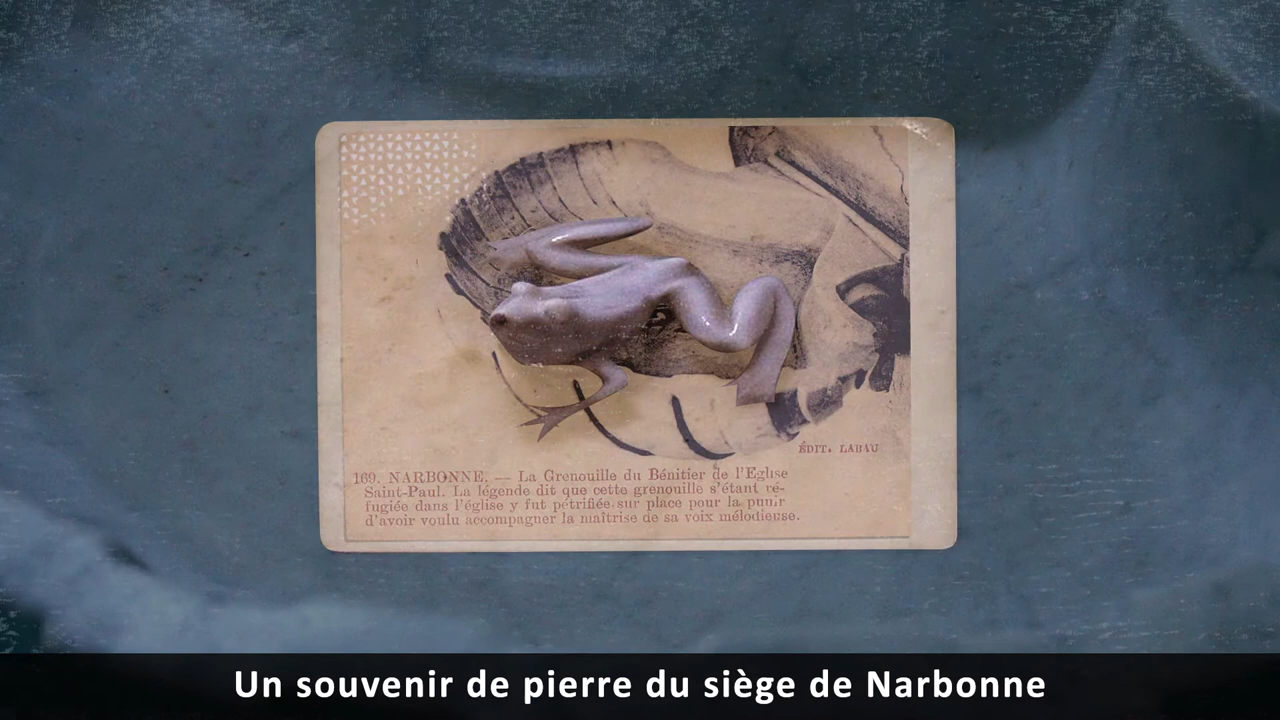 ÉDIT. LABAU
169. NARBONNE. — La Grenouille du Bénitier de l'Eglise
Saint-Paul. La légende dit que cette grenouille s'étant ré-
fugiée dans l'église y fut pétrifiée sur place pour la punir
d'avoir voulu accompagner la maîtrise de sa voix mélodieuse.
Un souvenir de pierre du siège de Narbonne